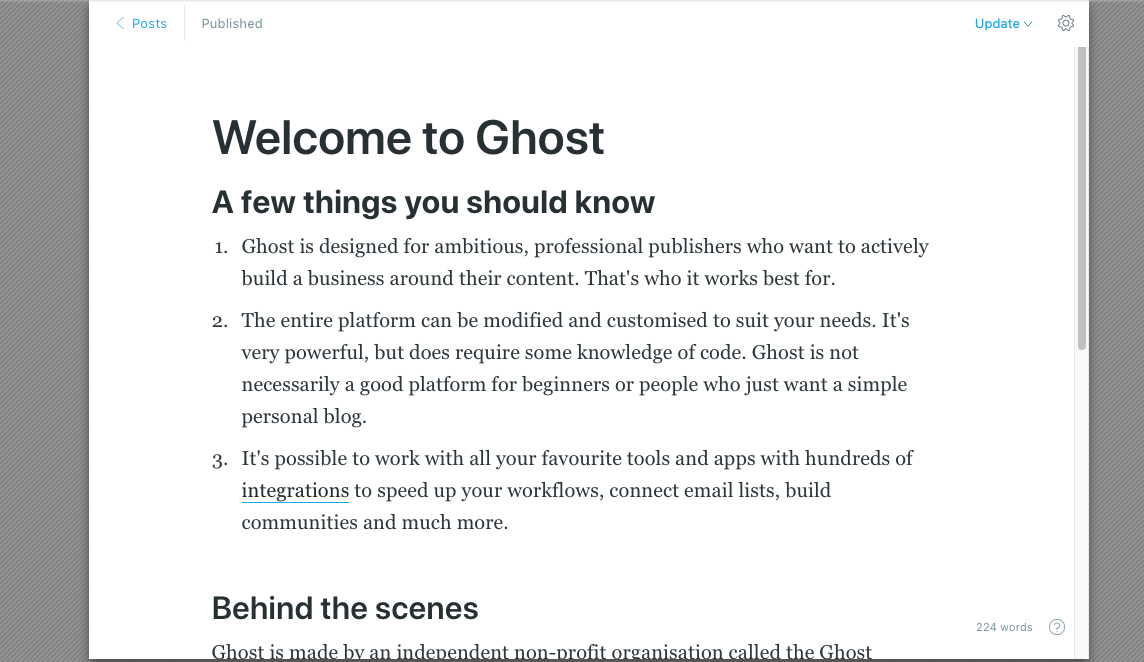 Posts
Published
Update
Welcome to Ghost
A few things you should know
1. Ghost is designed for ambitious, professional publishers who want to actively
build a business around their content. That's who it works best for.
2. The entire platform can be modified and customised to suit your needs. It's
very powerful, but does require some knowledge of code. Ghost is not
necessarily a good platform for beginners or people who just want a simple
personal blog.
3. It's possible to work with all your favourite tools and apps with hundreds of
integrations to speed up your workflows, connect email lists, build
communities and much more.
Behind the scenes
224 words ?
Ghost is made by an independent non-profit organisation called the Ghost